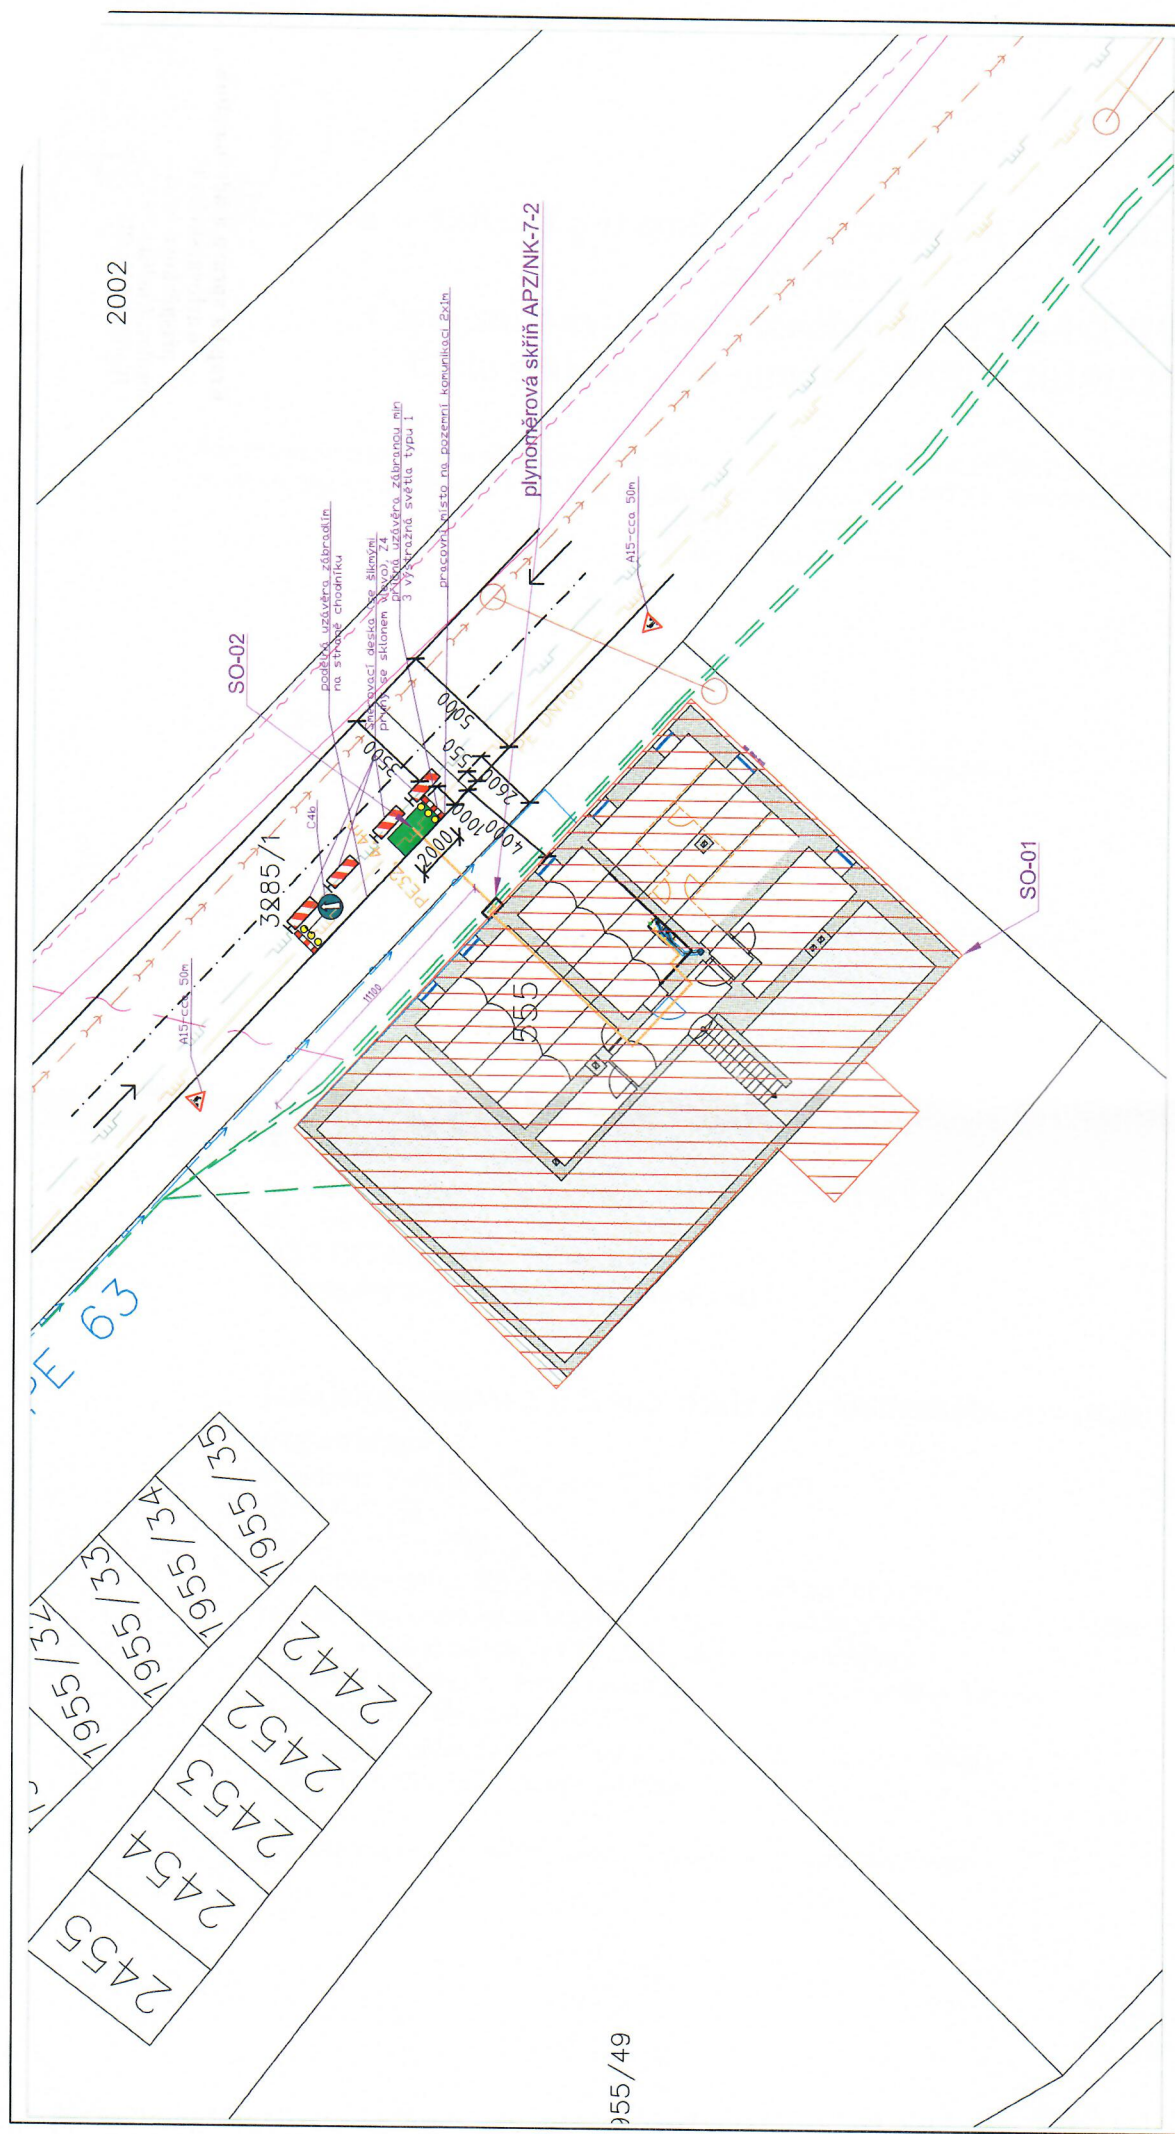 2002
SO-02
podélná uzávěra zábradlím
na straně chodníku
směrovací deska (se šikmými
pruhy se sklonem vlevo), Z4
příčná uzávěra zábranou min
3 výstražná světla typu 1
pracovní místo na pozemní komunikaci 2x1m
plynoměrová skříň APZ/NK-7-2
A15-cca 50m
A15-cca 50m
C4b
3285/1
3500
5000
550
2600
1000
4000
2000
PE32
11100
555
SO-01
PE 63
1955/32
1955/33
1955/34
1955/35
2455
2454
2453
2452
2442
955/49